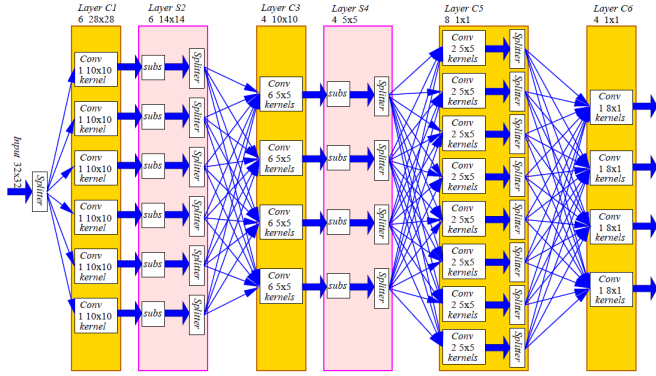 Layer C1
6 28x28
Layer S2
6 14x14
Layer C3
4 10x10
Layer S4
4 5x5
Layer C5
8 1x1
Layer C6
4 1x1
Input 32x32
Splitter
Conv
1 10x10
kernel
Conv
1 10x10
kernel
Conv
1 10x10
kernel
Conv
1 10x10
kernel
Conv
1 10x10
kernel
Conv
1 10x10
kernel
subs
subs
subs
subs
subs
subs
Splitter
Splitter
Splitter
Splitter
Splitter
Splitter
Conv
6 5x5
kernels
Conv
6 5x5
kernels
Conv
6 5x5
kernels
Conv
6 5x5
kernels
subs
subs
subs
subs
Splitter
Splitter
Splitter
Splitter
Conv
2 5x5
kernels
Conv
2 5x5
kernels
Conv
2 5x5
kernels
Conv
2 5x5
kernels
Conv
2 5x5
kernels
Conv
2 5x5
kernels
Conv
2 5x5
kernels
Conv
2 5x5
kernels
Splitter
Splitter
Splitter
Splitter
Splitter
Splitter
Splitter
Splitter
Conv
1 8x1
kernels
Conv
1 8x1
kernels
Conv
1 8x1
kernels
Conv
1 8x1
kernels